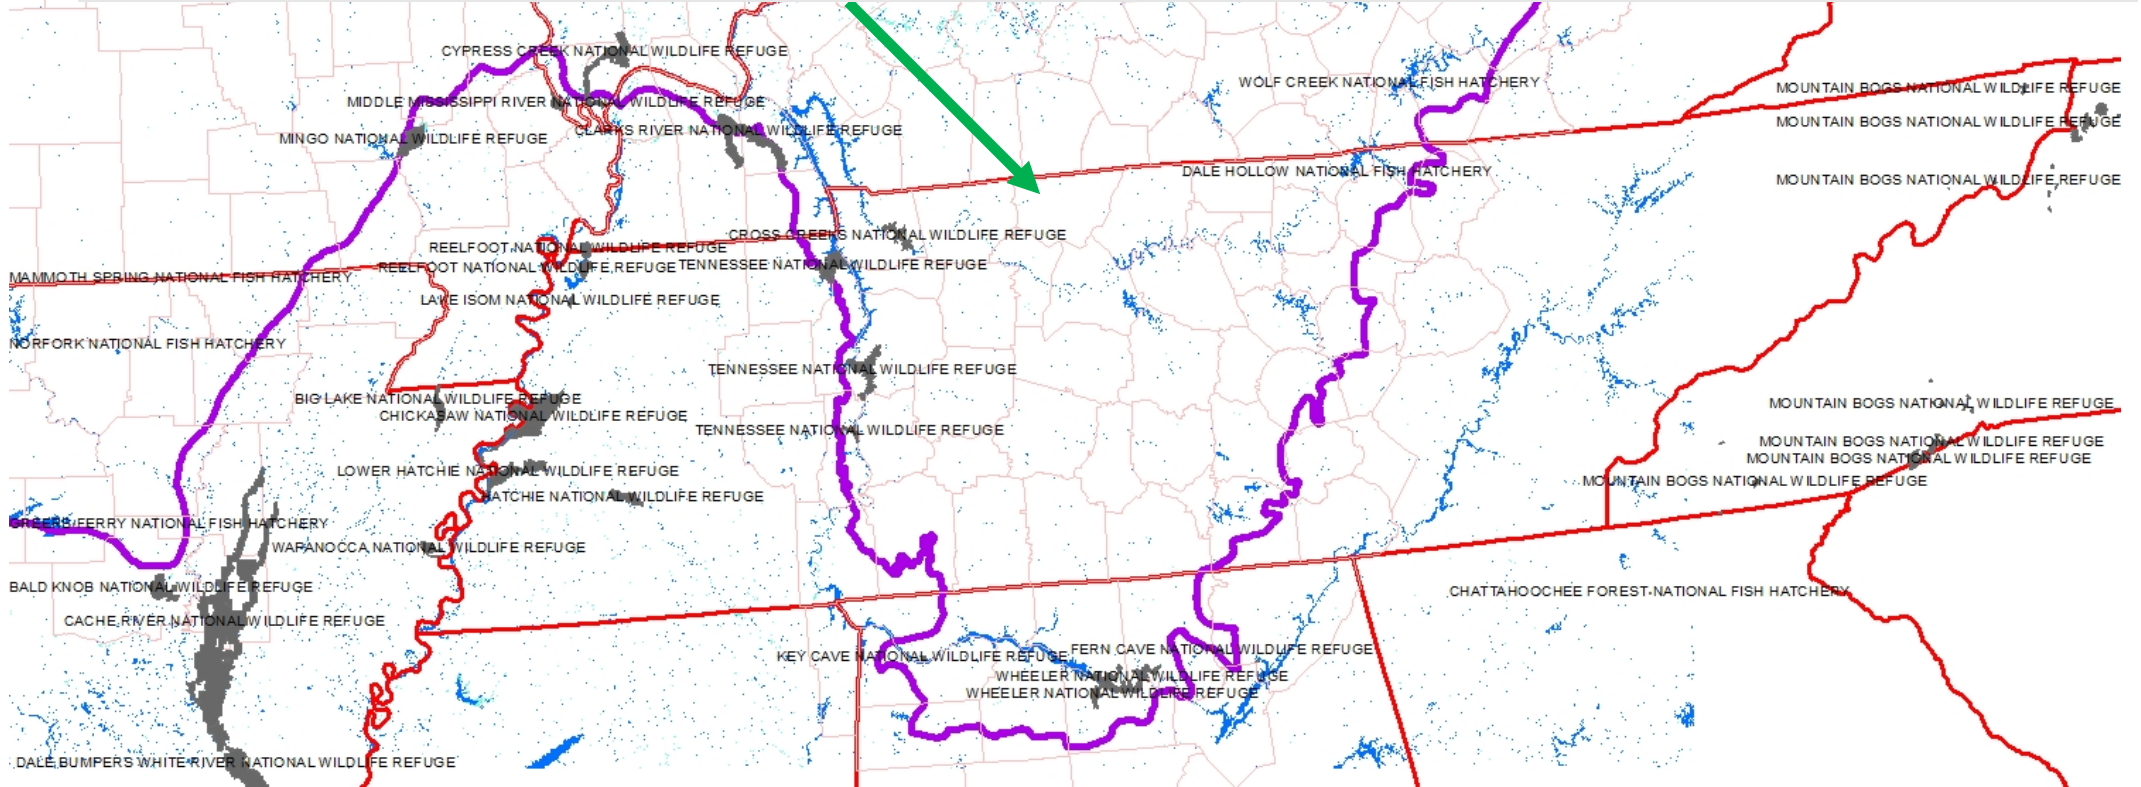 CYPRESS CREEK NATIONAL WILDLIFE REFUGE
WOLF CREEK NATIONAL FISH HATCHERY
MOUNTAIN BOGS NATIONAL WILDLIFE REFUGE
MIDDLE MISSISSIPPI RIVER NATIONAL WILDLIFE REFUGE
MOUNTAIN BOGS NATIONAL WILDLIFE REFUGE
CLARKS RIVER NATIONAL WILDLIFE REFUGE
MINGO NATIONAL WILDLIFE REFUGE
DALE HOLLOW NATIONAL FISH HATCHERY
MOUNTAIN BOGS NATIONAL WILDLIFE REFUGE
CROSS CREEKS NATIONAL WILDLIFE REFUGE
REELFOOT NATIONAL WILDLIFE REFUGE
REELFOOT NATIONAL WILDLIFE REFUGE
TENNESSEE NATIONAL WILDLIFE REFUGE
MAMMOTH SPRING NATIONAL FISH HATCHERY
LAKE ISOM NATIONAL WILDLIFE REFUGE
NORFORK NATIONAL FISH HATCHERY
TENNESSEE NATIONAL WILDLIFE REFUGE
BIG LAKE NATIONAL WILDLIFE REFUGE
MOUNTAIN BOGS NATIONAL WILDLIFE REFUGE
CHICKASAW NATIONAL WILDLIFE REFUGE
TENNESSEE NATIONAL WILDLIFE REFUGE
MOUNTAIN BOGS NATIONAL WILDLIFE REFUGE
MOUNTAIN BOGS NATIONAL WILDLIFE REFUGE
LOWER HATCHIE NATIONAL WILDLIFE REFUGE
MOUNTAIN BOGS NATIONAL WILDLIFE REFUGE
HATCHIE NATIONAL WILDLIFE REFUGE
GREERS FERRY NATIONAL FISH HATCHERY
WAPANOCCA NATIONAL WILDLIFE REFUGE
BALD KNOB NATIONAL WILDLIFE REFUGE
CHATTAHOOCHEE FOREST NATIONAL FISH HATCHERY
CACHE RIVER NATIONAL WILDLIFE REFUGE
FERN CAVE NATIONAL WILDLIFE REFUGE
KEY CAVE NATIONAL WILDLIFE REFUGE
WHEELER NATIONAL WILDLIFE REFUGE
WHEELER NATIONAL WILDLIFE REFUGE
DALE BUMPERS WHITE RIVER NATIONAL WILDLIFE REFUGE